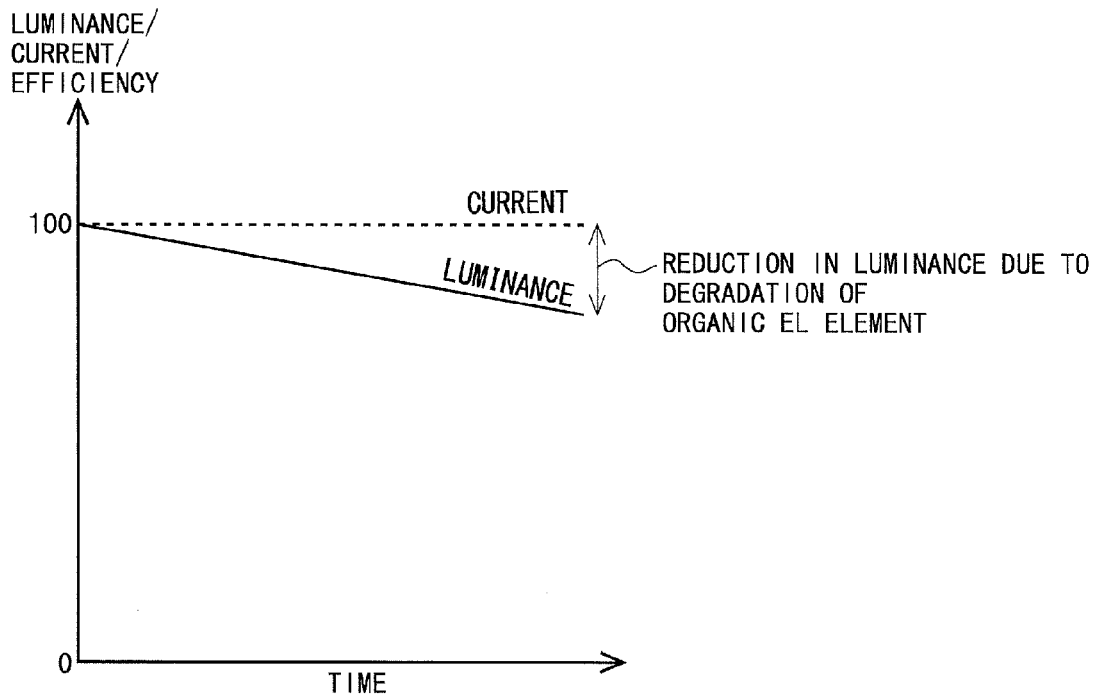 LUMINANCE/
CURRENT/
EFFICIENCY
CURRENT
100
LUMINANCE
REDUCTION IN LUMINANCE DUE TO
DEGRADATION OF
ORGANIC EL ELEMENT
0
TIME